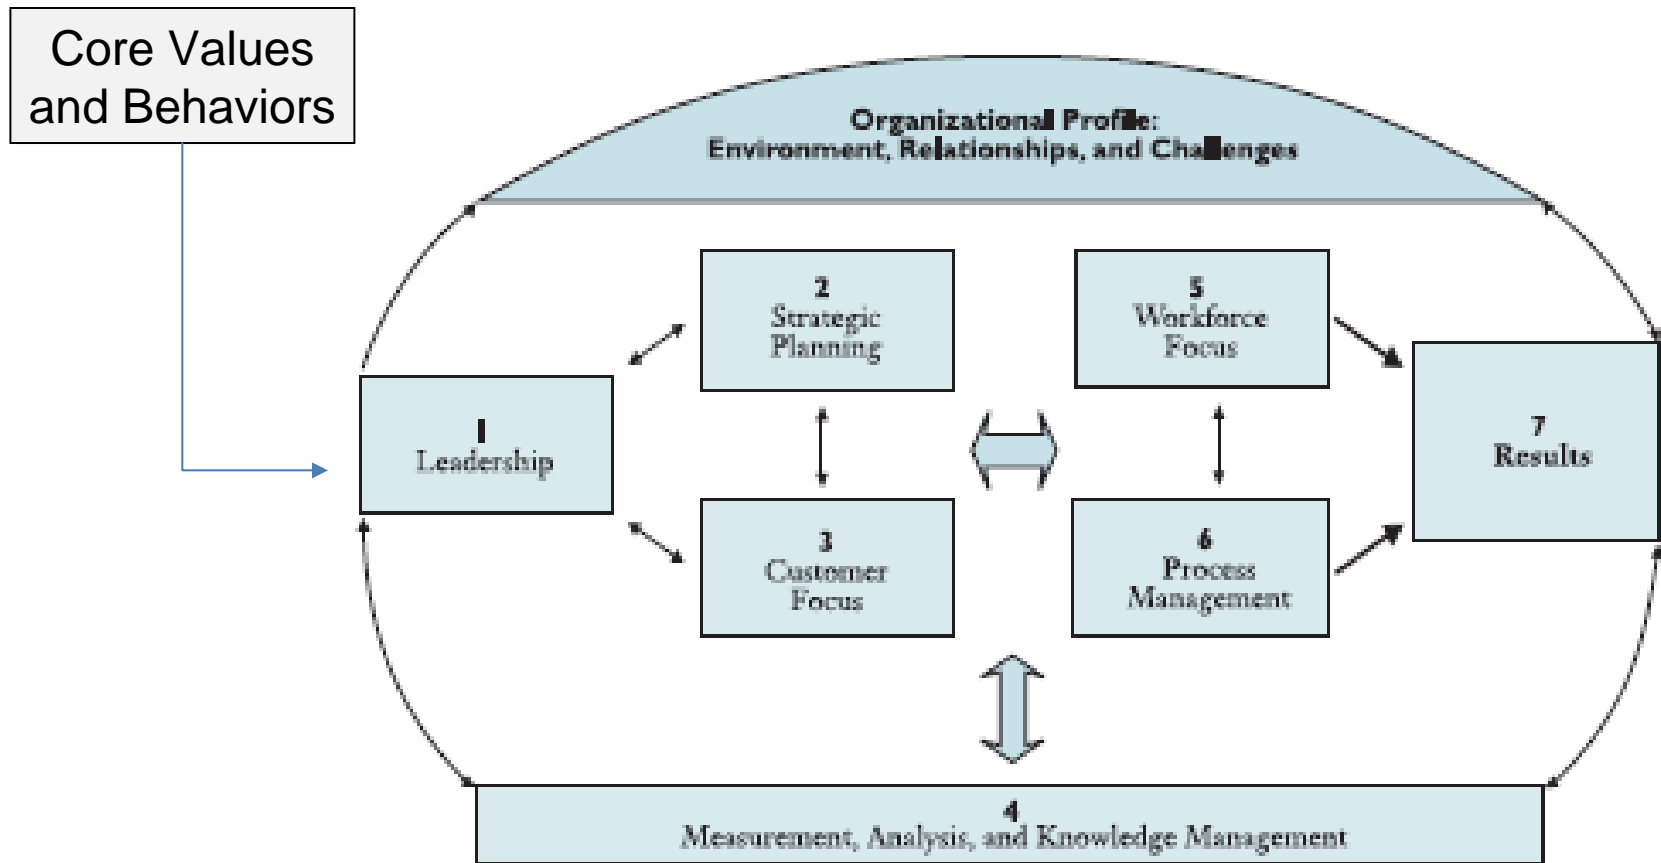 Core Values
and Behaviors
Organizational Profile:
Environment, Relationships, and Challenges
2
Strategic
Planning
5
Workforce
Focus
1
Leadership
7
Results
3
Customer
Focus
6
Process
Management
4
Measurement, Analysis, and Knowledge Management